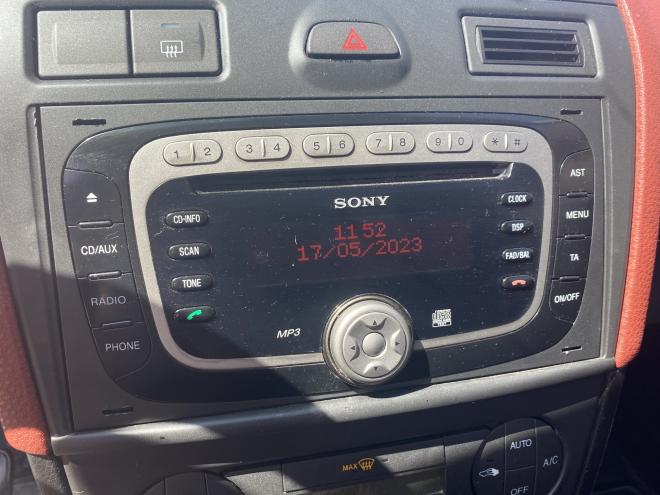 1 2 3 4 5 6 7 8 9 0 * #
SONY
11 52
17/05/2023
CD/AUX
RADIO
PHONE
CD-INFO
SCAN
TONE
CLOCK
DSP
FAD/BAL
AST
MENU
TA
ON/OFF
MP3
MAX
AUTO
A/C
OFF